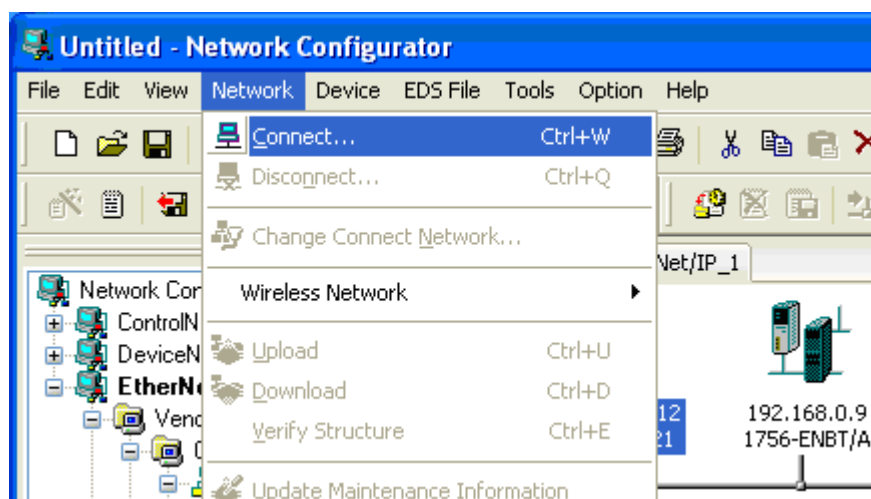 Untitled - Network Configurator
File Edit View Network Device EDS File Tools Option Help
Connect... Ctrl+W
Disconnect... Ctrl+Q
Change Connect Network...
Net/IP_1
Network Cor
Wireless Network
ControlN
Upload Ctrl+U
DeviceN
EtherNe
Download Ctrl+D
12
192.168.0.9
Vend
Verify Structure Ctrl+E
21
1756-ENBT/A
Update Maintenance Information